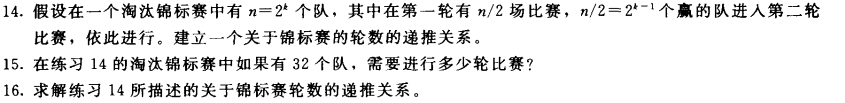 14. 假设在一个淘汰锦标赛中有 n=2ᵏ 个队，其中在第一轮有 n/2 场比赛，n/2=2ᵏ⁻¹个赢的队进入第二轮
比赛，依此进行。建立一个关于锦标赛的轮数的递推关系。
15. 在练习 14 的淘汰锦标赛中如果有 32 个队，需要进行多少轮比赛？
16. 求解练习 14 所描述的关于锦标赛轮数的递推关系。